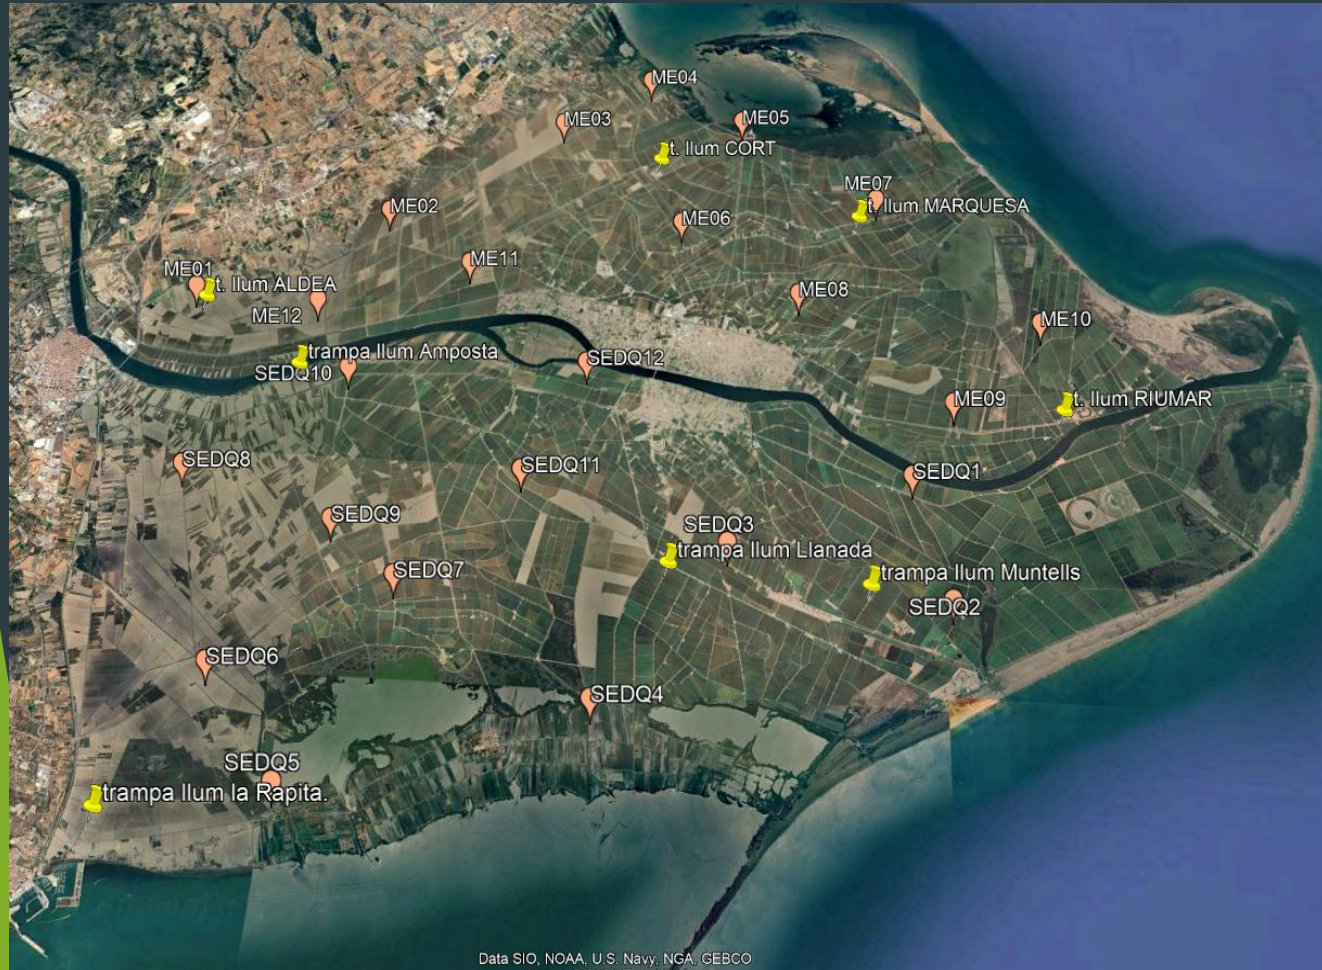 ME04
ME05
ME03
t. llum CORT
ME07
t. llum MARQUESA
ME02
ME06
ME11
ME01
t. llum ALDEA
ME08
ME12
ME10
trampa llum Amposta
SEDQ10
SEDQ12
ME09
t. llum RIUMAR
SEDQ8
SEDQ11
SEDQ1
SEDQ9
SEDQ3
trampa llum Llanada
SEDQ7
trampa llum Muntells
SEDQ2
SEDQ6
SEDQ4
SEDQ5
trampa llum la Rapita.
Data SIO, NOAA, U.S. Navy, NGA, GEBCO